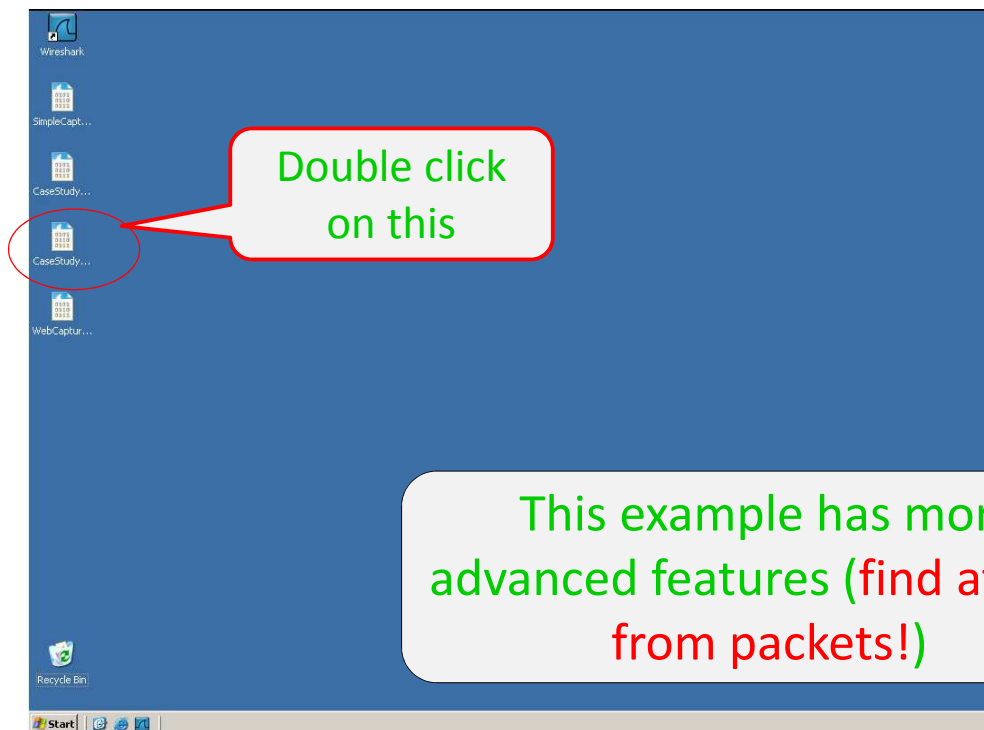 Wireshark
SimpleCapt...
CaseStudy...
Double click
on this
CaseStudy...
WebCaptur...
This example has
advanced features (find
from packets!)
Recycle Bin
Start